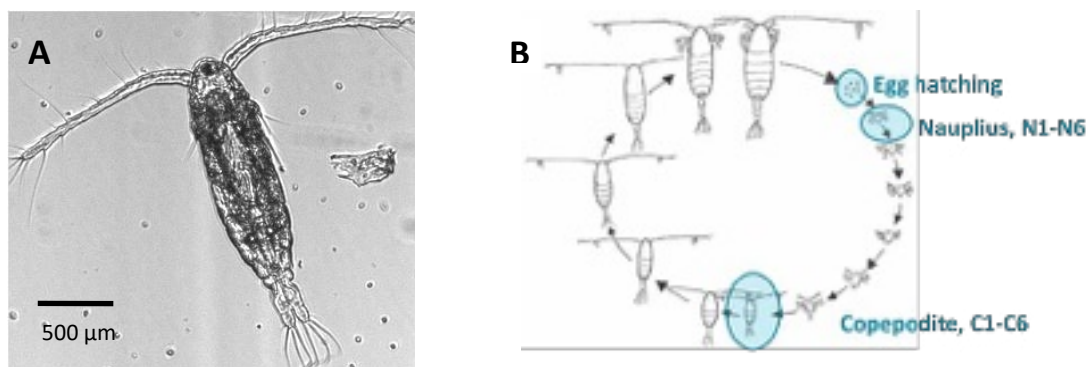 A
500 µm
B
Egg hatching
Nauplius, N1-N6
Copepodite, C1-C6